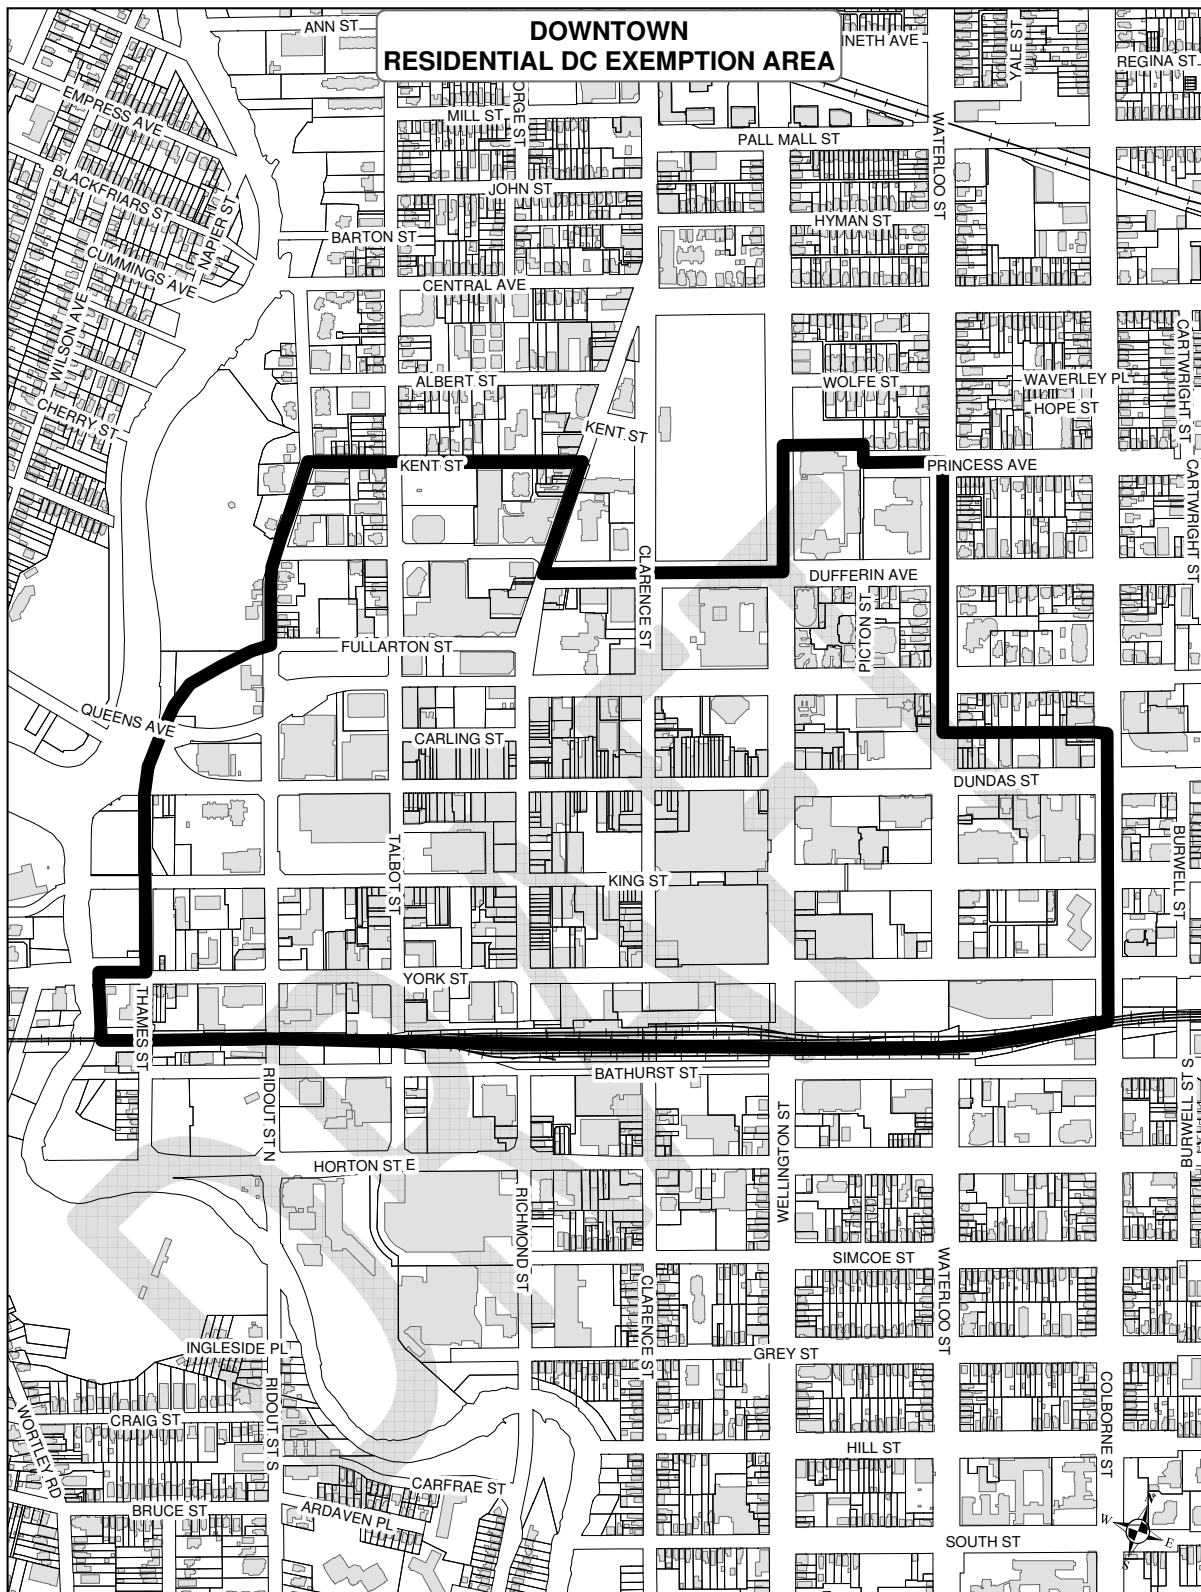 DOWNTOWN
RESIDENTIAL DC EXEMPTION AREA
ANN ST
NETH AVE
YALE ST
REGINA ST
EMPRESS AVE
MILL ST
ORGE ST
PALL MALL ST
WATERLOO ST
BLACKFRIARS ST
JOHN ST
NAPIER ST
BARTON ST
HYMAN ST
CUMMINGS AVE
CENTRAL AVE
WILSON AVE
CARTWRIGHT ST
ALBERT ST
WOLFE ST
WAVERLEY PL
HOPE ST
CHERRY ST
KENT ST
KENT ST
PRINCESS AVE
CARTWRIGHT ST
CLARENCE ST
DUFFERIN AVE
PICTON ST
FULLARTON ST
QUEENS AVE
CARLING ST
DUNDAS ST
TALBOT ST
BURWELL ST
KING ST
YORK ST
THAMES ST
BATHURST ST
RIDOUT ST N
WELLINGTON ST
BURWELL ST S
HORTON ST E
RICHMOND ST
SIMCOE ST
WATERLOO ST
CLARENCE ST
INGLESIDE PL
GREY ST
RIDOUT ST S
COLBORNE ST
WORTLEY RD
CRAIG ST
HILL ST
CARFRAE ST
BRUCE ST
ARDAVEN PL
SOUTH ST
N
W
E
S
DRAFT